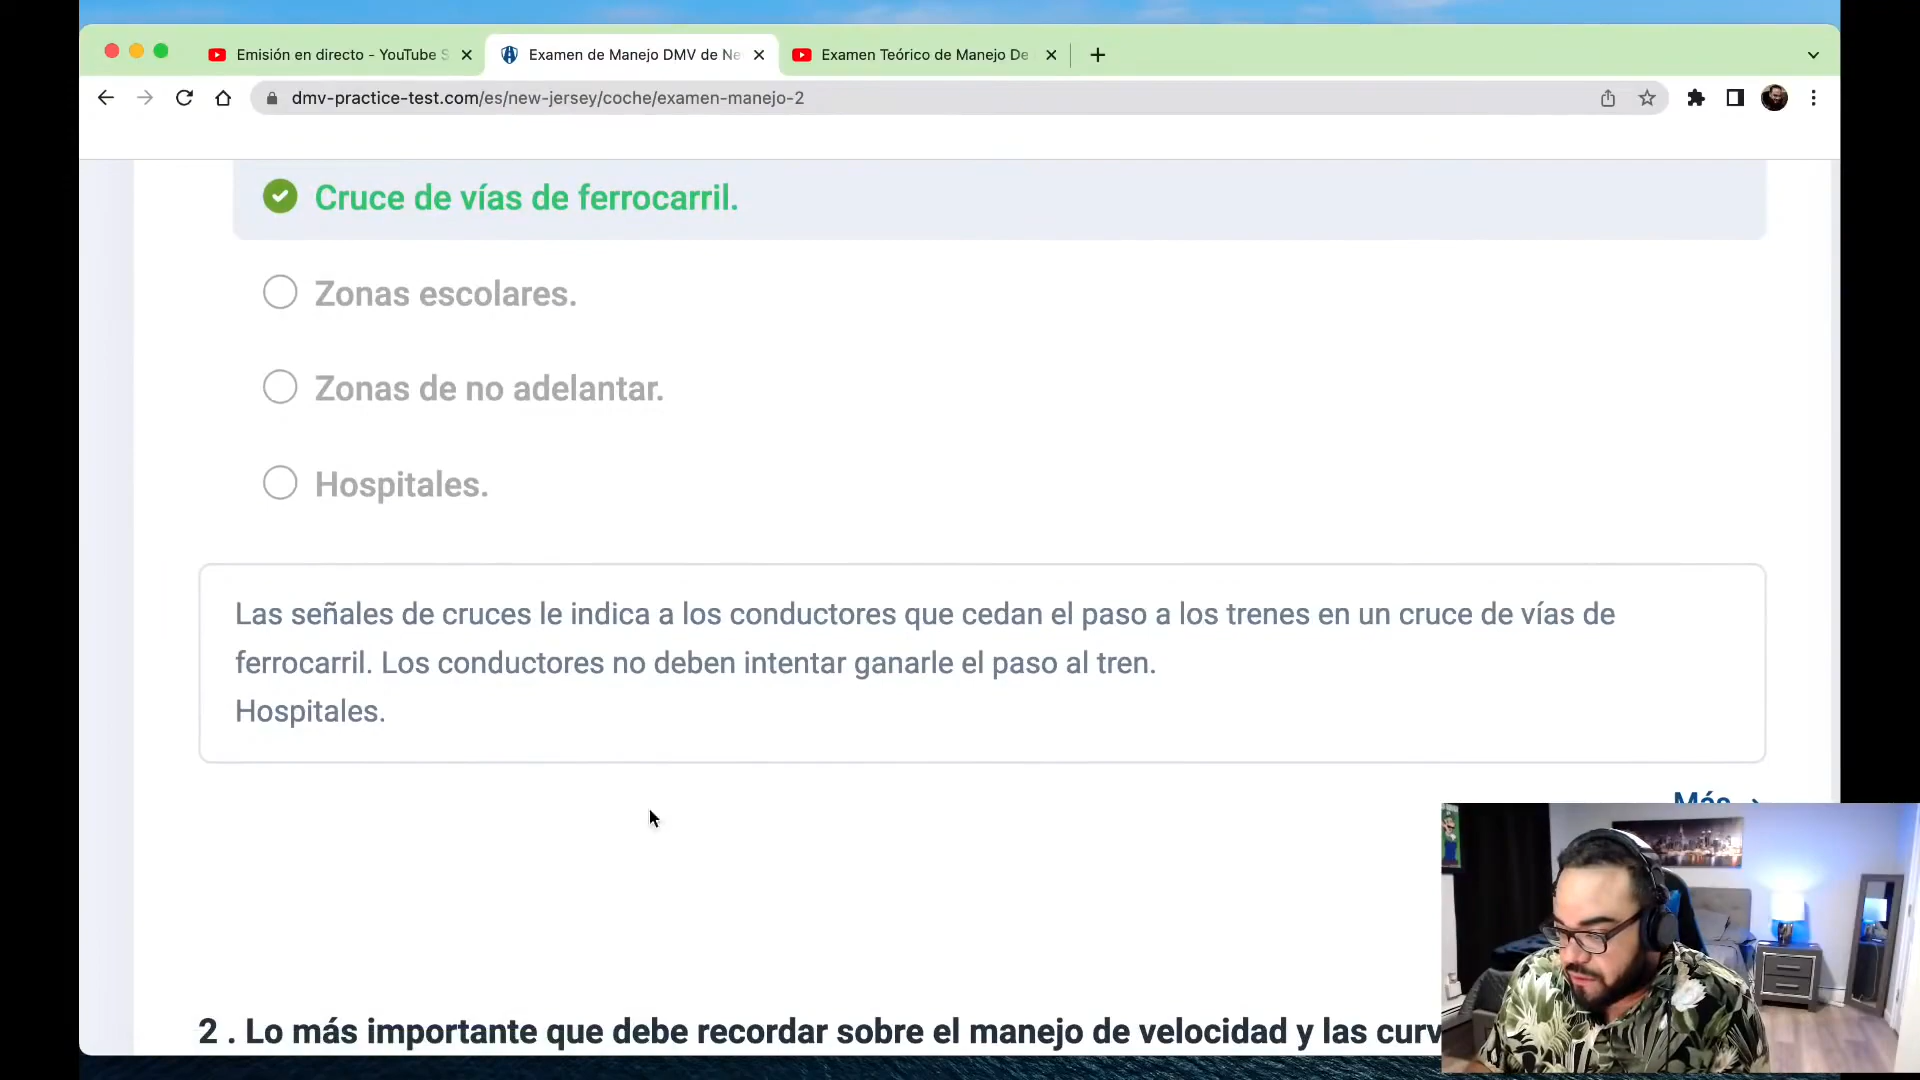 Emisión en directo - YouTube S
Examen de Manejo DMV de Ne
Examen Teórico de Manejo De
dmv-practice-test.com/es/new-jersey/coche/examen-manejo-2
Cruce de vías de ferrocarril.
Zonas escolares.
Zonas de no adelantar.
Hospitales.
Las señales de cruces le indica a los conductores que cedan el paso a los trenes en un cruce de vías de
ferrocarril. Los conductores no deben intentar ganarle el paso al tren.
Hospitales.
Más
2 . Lo más importante que debe recordar sobre el manejo de velocidad y las curv